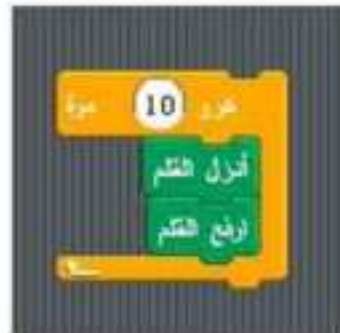 كرر 10 مرة
أنزل القلم
ارفع القلم